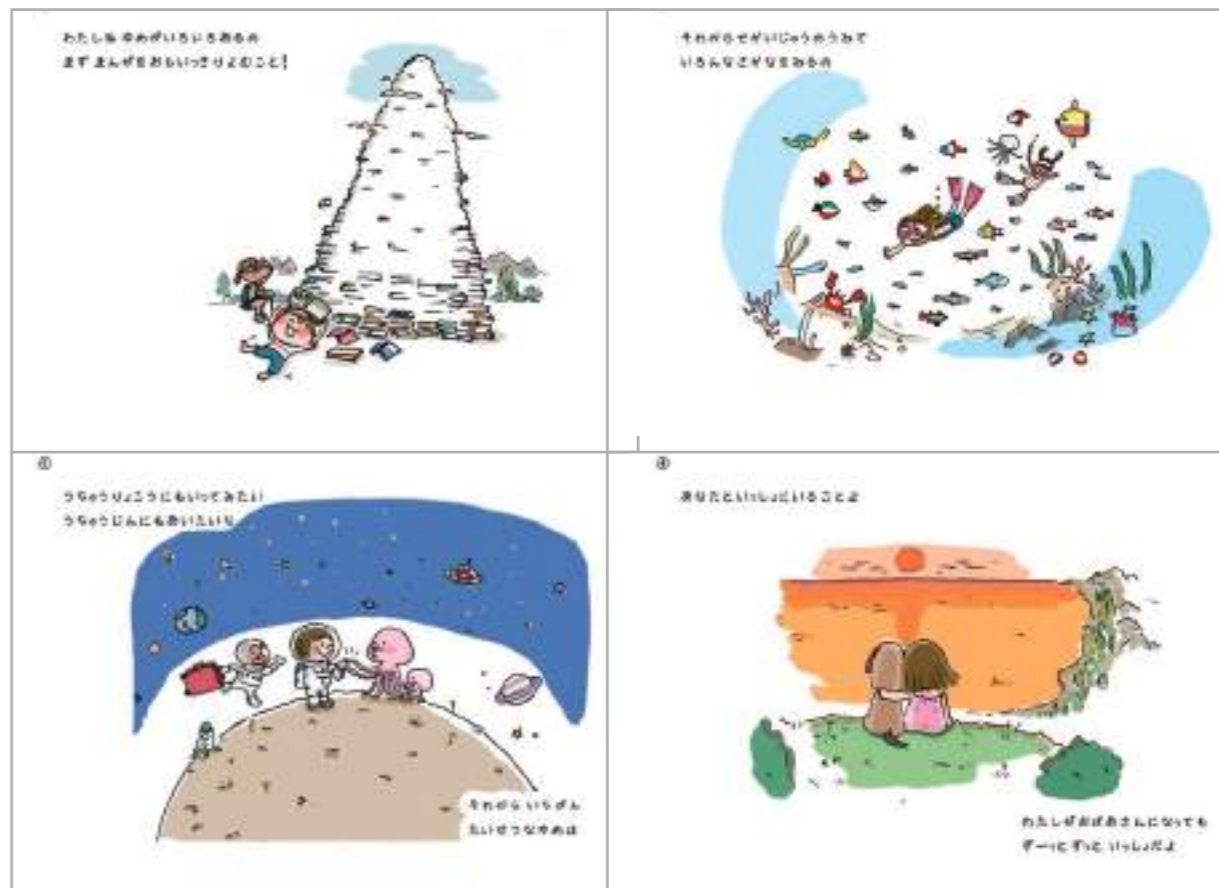 わたしね ゆめがいろいろあるの
まず まんがをおもいっきりよむこと!
それからせかいじゅうのうみで
いろんなさかなをみるの
③
うちゅうりょこうにもいってみたい
うちゅうじんにもあいたいな
それから いちばん
たいせつなゆめは
④
あなたといっしょにいることよ
わたしがおばあさんになっても
ずーっとずっと いっしょだよ